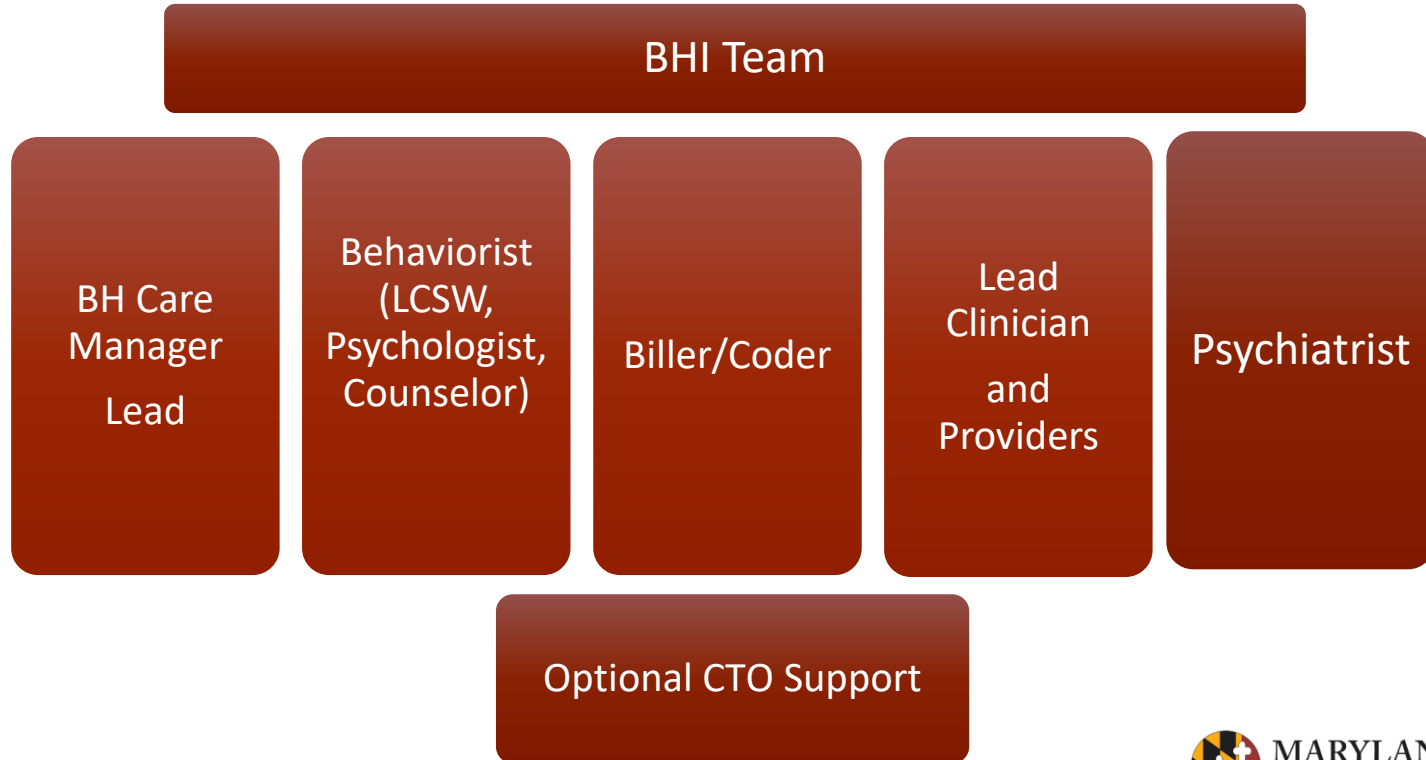 BHI Team
BH Care
Manager
Lead
Behaviorist
(LCSW,
Psychologist,
Counselor)
Biller/Coder
Lead
Clinician
and
Providers
Psychiatrist
Optional CTO Support